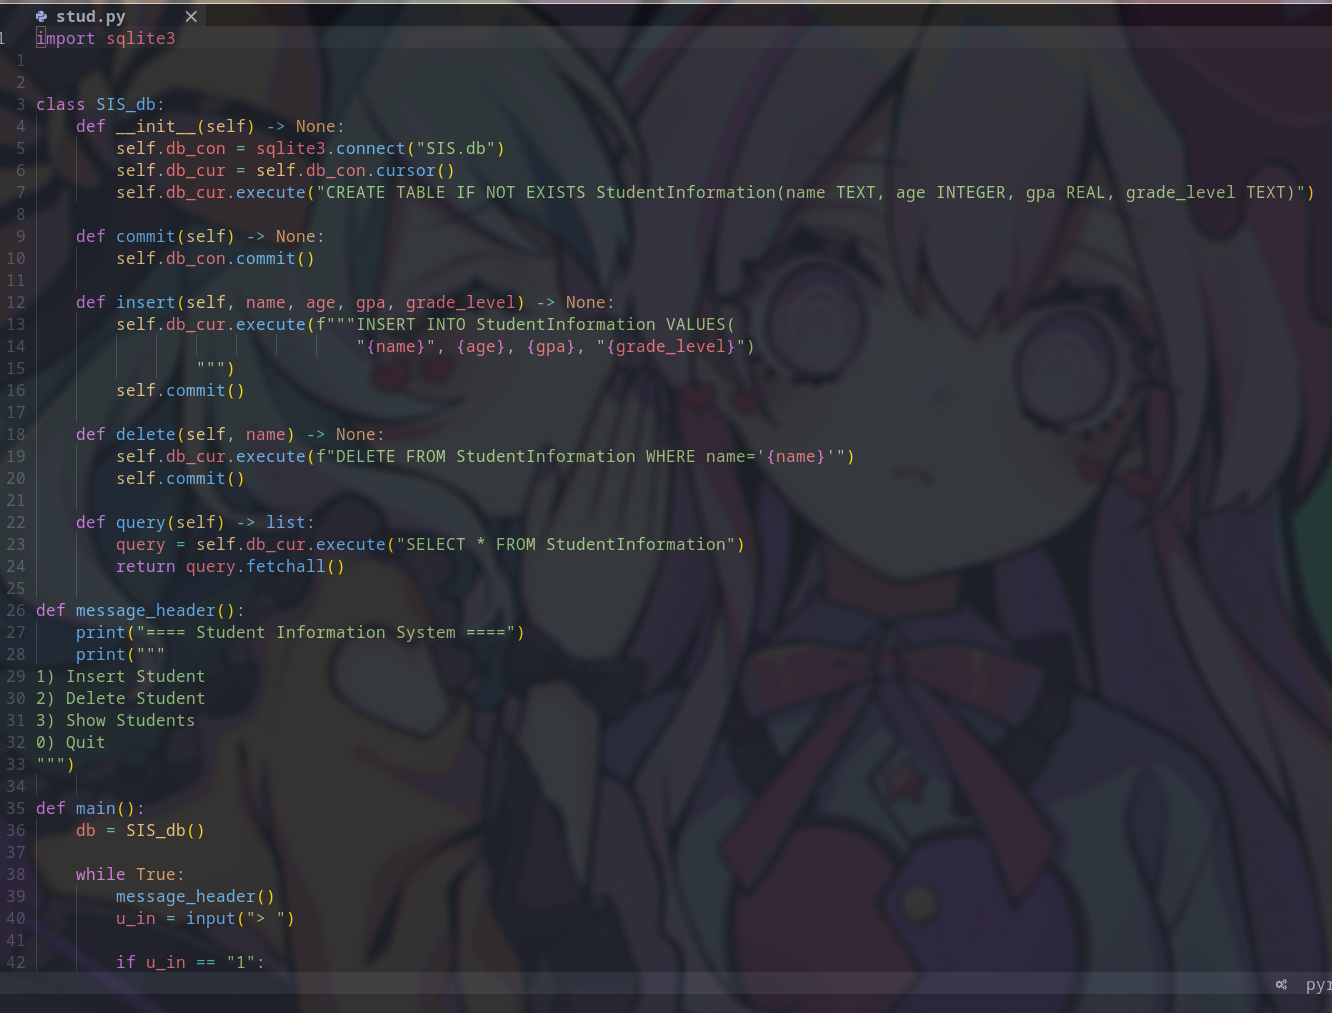 stud.py
1 import sqlite3
1
2
3 class SIS_db:
4     def __init__(self) -> None:
5         self.db_con = sqlite3.connect("SIS.db")
6         self.db_cur = self.db_con.cursor()
7         self.db_cur.execute("CREATE TABLE IF NOT EXISTS StudentInformation(name TEXT, age INTEGER, gpa REAL, grade_level TEXT)")
8
9     def commit(self) -> None:
10         self.db_con.commit()
11
12     def insert(self, name, age, gpa, grade_level) -> None:
13         self.db_cur.execute(f"""INSERT INTO StudentInformation VALUES(
14                                 "{name}", {age}, {gpa}, "{grade_level}")
15                 """)
16         self.commit()
17
18     def delete(self, name) -> None:
19         self.db_cur.execute(f"DELETE FROM StudentInformation WHERE name='{name}'")
20         self.commit()
21
22     def query(self) -> list:
23         query = self.db_cur.execute("SELECT * FROM StudentInformation")
24         return query.fetchall()
25
26 def message_header():
27     print("==== Student Information System ====")
28     print("""
29 1) Insert Student
30 2) Delete Student
31 3) Show Students
32 0) Quit
33 """)
34
35 def main():
36     db = SIS_db()
37
38     while True:
39         message_header()
40         u_in = input("> ")
41
42         if u_in == "1":